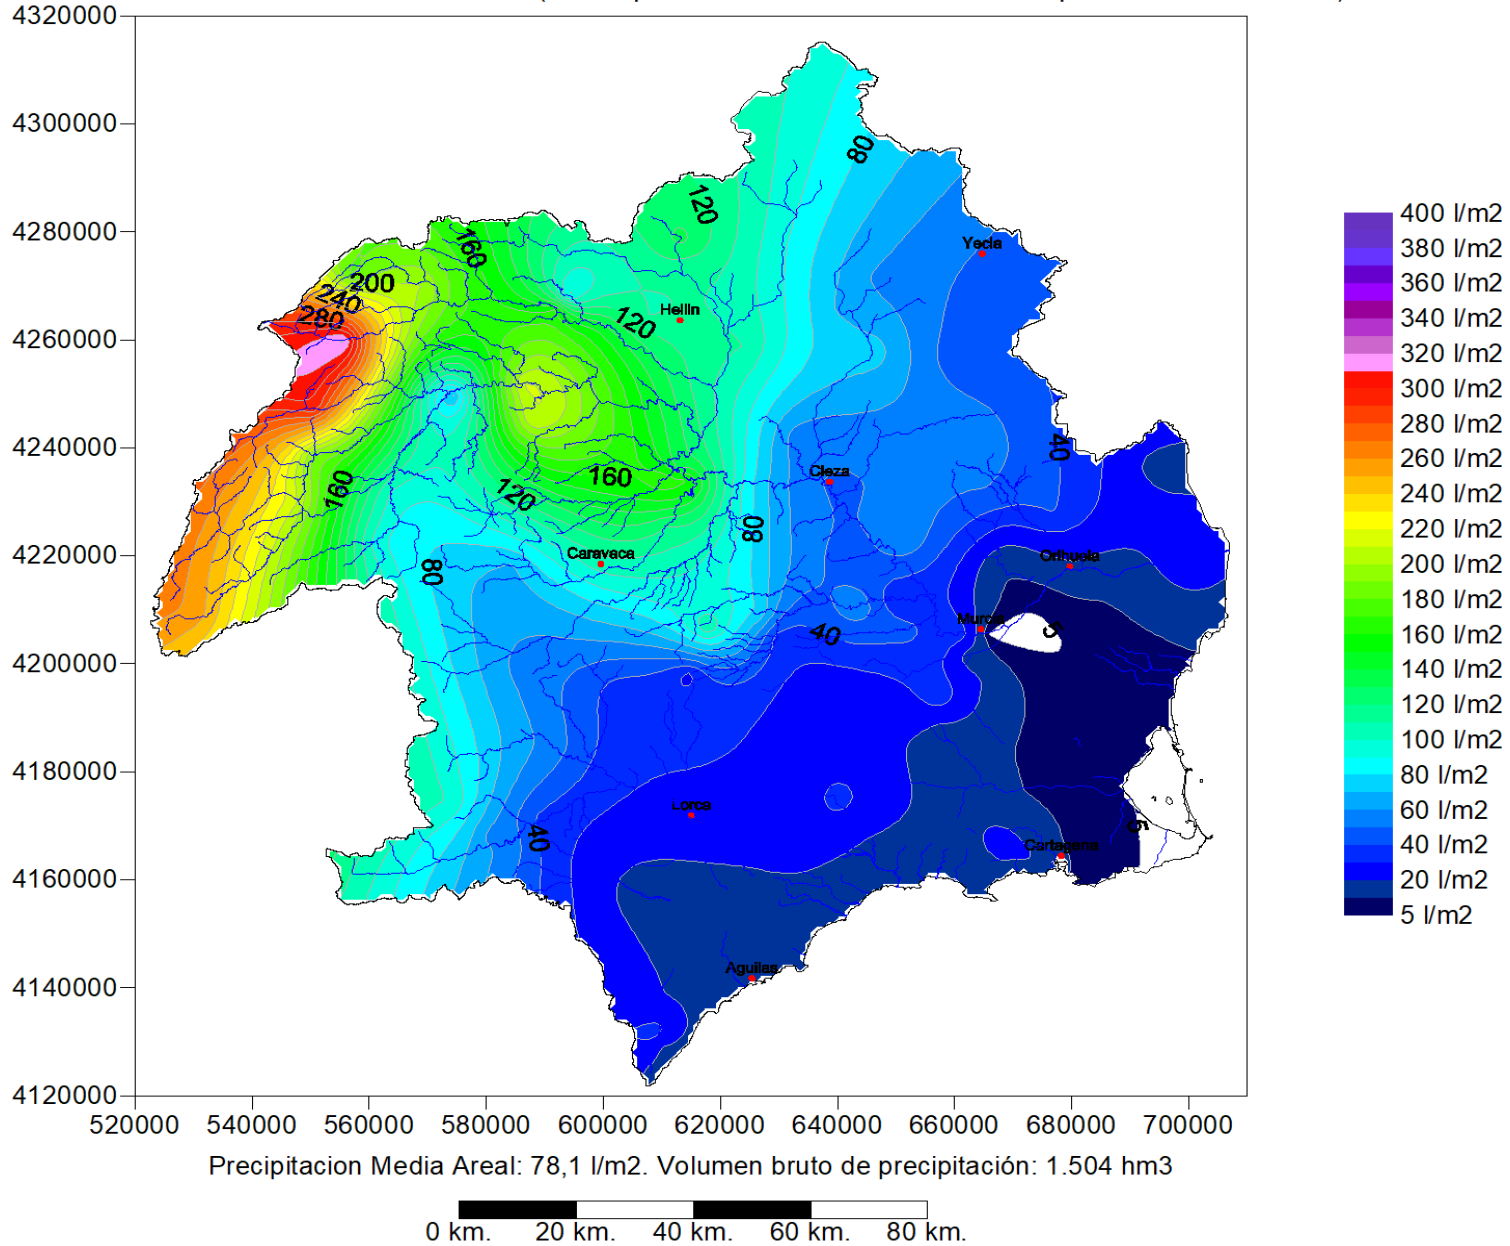 4320000
4300000
80
120
4280000
160
Yecla
200
240
280
Hellin
120
4260000
4240000
40
160
160
120
Cieza
80
4220000
Caravaca
80
Orihuela
Murcia
5
40
4200000
4180000
Lorca
40
5
Cartagena
4160000
Aguilas
4140000
4120000
520000 540000 560000 580000 600000 620000 640000 660000 680000 700000
400 l/m2
380 l/m2
360 l/m2
340 l/m2
320 l/m2
300 l/m2
280 l/m2
260 l/m2
240 l/m2
220 l/m2
200 l/m2
180 l/m2
160 l/m2
140 l/m2
120 l/m2
100 l/m2
80 l/m2
60 l/m2
40 l/m2
20 l/m2
5 l/m2
Precipitacion Media Areal: 78,1 l/m2. Volumen bruto de precipitación: 1.504 hm3
0 km. 20 km. 40 km. 60 km. 80 km.